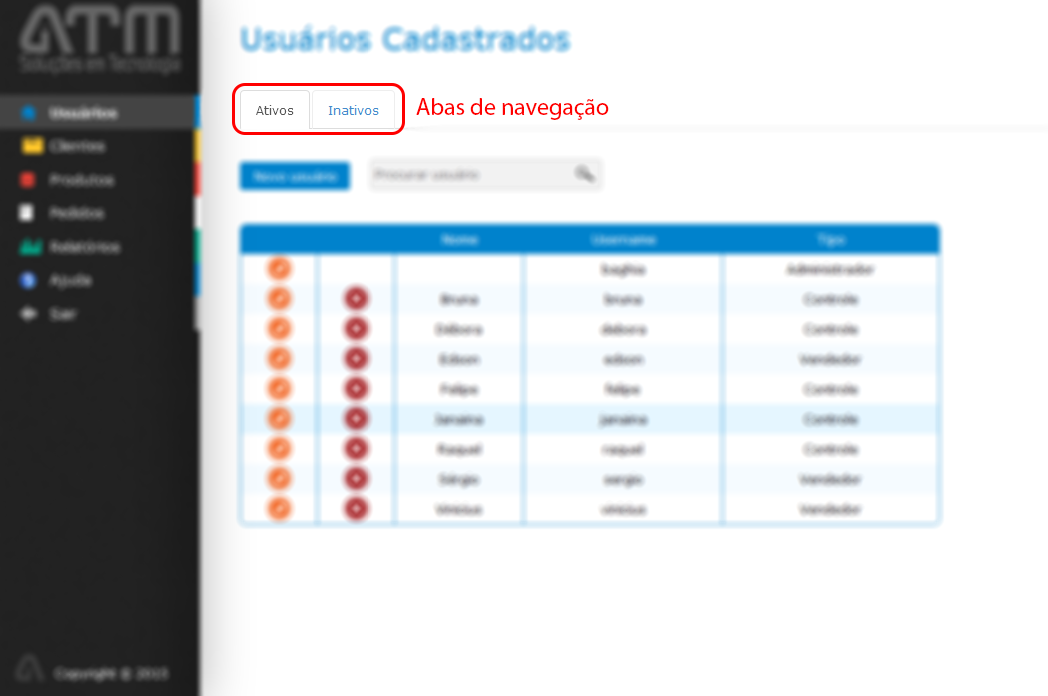 ATM
Soluções em Tecnologia
Usuários
Clientes
Produtos
Pedidos
Relatórios
Ajuda
Sair
Copyright © 2013
Usuários Cadastrados
Ativos Inativos Abas de navegação
Novo usuário Procurar usuário
Nome Username Tipo
baghia Administrador
Bruna bruna Controle
Débora debora Controle
Edson edson Vendedor
Felipe felipe Controle
Janaina janaina Controle
Raquel raquel Controle
Sérgio sergio Vendedor
Vinicius vinicius Vendedor